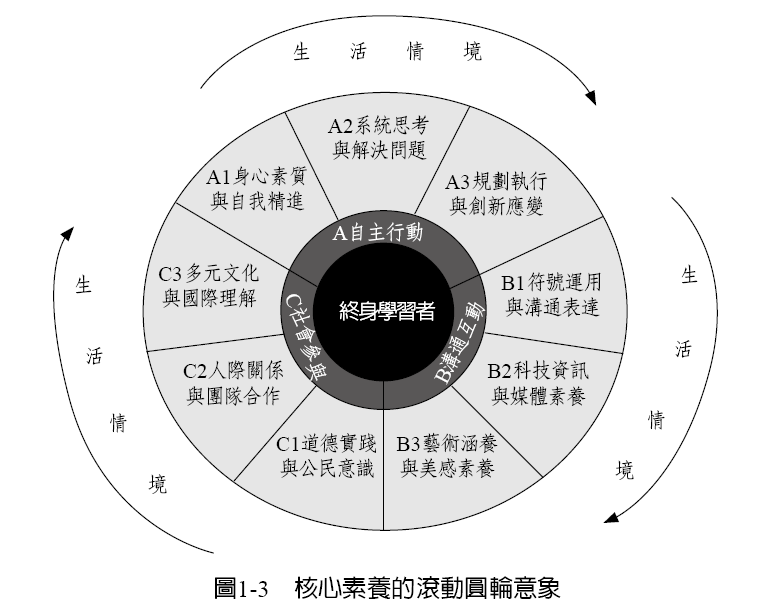 生活情境
A2系統思考
與解決問題
A3規劃執行
與創新應變
B1符號運用
與溝通表達
B2科技資訊
與媒體素養
B3藝術涵養
與美感素養
C1道德實踐
與公民意識
C2人際關係
與團隊合作
C3多元文化
與國際理解
A1身心素質
與自我精進
A自主行動
B溝通互動
C社會參與
終身學習者
生活情境
生活情境
圖1-3 核心素養的滾動圓輪意象